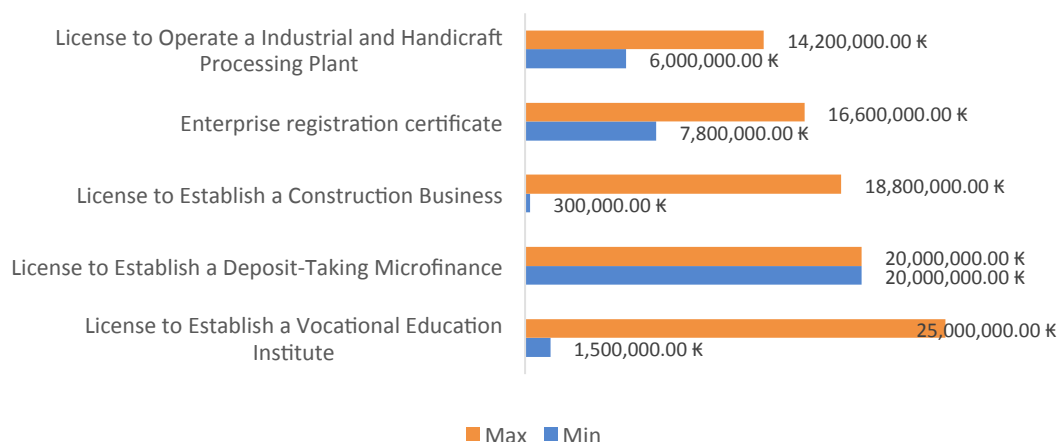 License to Operate a Industrial and Handicraft
Processing Plant
14,200,000.00 ₭
6,000,000.00 ₭
Enterprise registration certificate
16,600,000.00 ₭
7,800,000.00 ₭
License to Establish a Construction Business
18,800,000.00 ₭
300,000.00 ₭
License to Establish a Deposit-Taking Microfinance
20,000,000.00 ₭
20,000,000.00 ₭
License to Establish a Vocational Education
Institute
25,000,000.00 ₭
1,500,000.00 ₭
Max Min